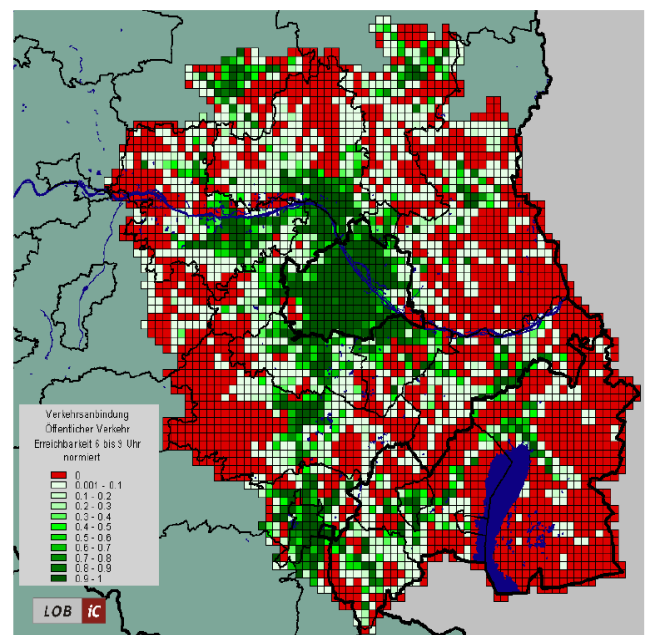 Verkehrsanbindung
Öffentlicher Verkehr
Erreichbarkeit 6 bis 9 Uhr
normiert
0
0.001 - 0.1
0.1 - 0.2
0.2 - 0.3
0.3 - 0.4
0.4 - 0.5
0.5 - 0.6
0.6 - 0.7
0.7 - 0.8
0.8 - 0.9
0.9 - 1
LOB iC